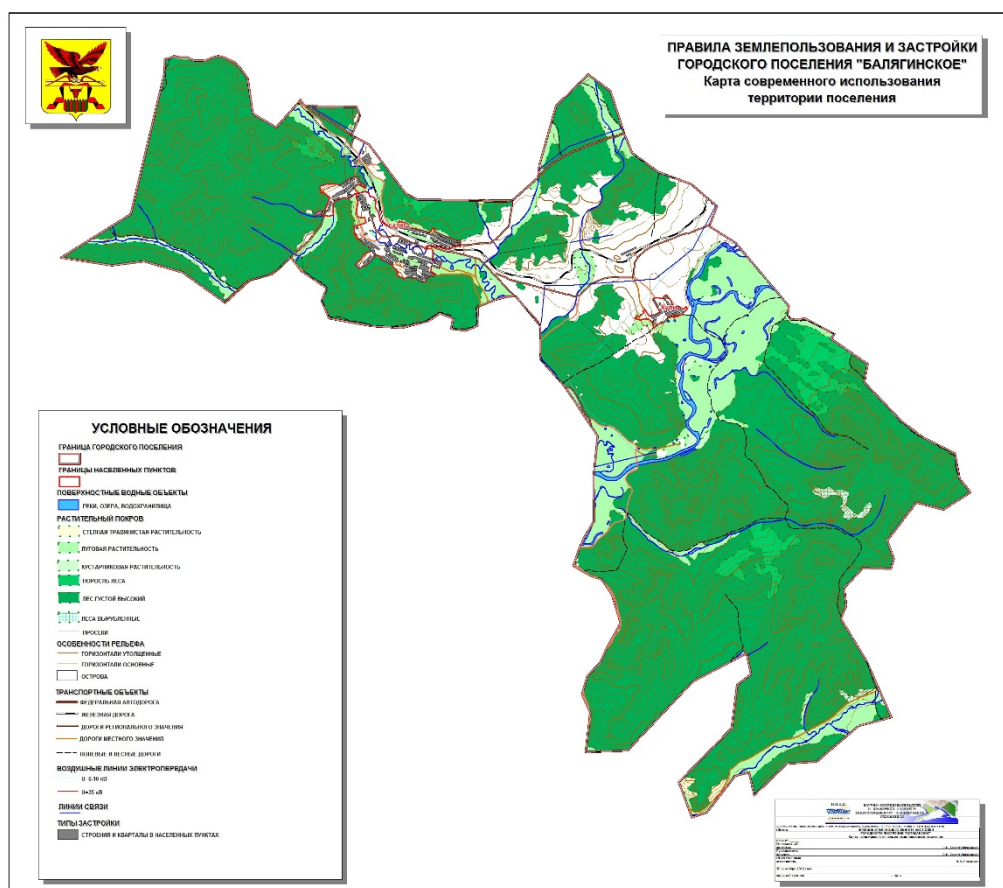 ПРАВИЛА ЗЕМЛЕПОЛЬЗОВАНИЯ И ЗАСТРОЙКИ
ГОРОДСКОГО ПОСЕЛЕНИЯ "БАЛЯГИНСКОЕ"
Карта современного использования
территории поселения
УСЛОВНЫЕ ОБОЗНАЧЕНИЯ
ГРАНИЦА ГОРОДСКОГО ПОСЕЛЕНИЯ
ГРАНИЦЫ НАСЕЛЕННЫХ ПУНКТОВ
ПОВЕРХНОСТНЫЕ ВОДНЫЕ ОБЪЕКТЫ
РЕКИ, ОЗЕРА, ВОДОХРАНИЛИЩА
РАСТИТЕЛЬНЫЙ ПОКРОВ
СТЕПНАЯ ТРАВЯНИСТАЯ РАСТИТЕЛЬНОСТЬ
ЛУГОВАЯ РАСТИТЕЛЬНОСТЬ
КУСТАРНИКОВАЯ РАСТИТЕЛЬНОСТЬ
ПОРОСЛЬ ЛЕСА
ЛЕС ГУСТОЙ ВЫСОКИЙ
ЛЕСА ВЫРУБЛЕННЫЕ
ПРОСЕКИ
ОСОБЕННОСТИ РЕЛЬЕФА
ГОРИЗОНТАЛИ УТОЛЩЕННЫЕ
ГОРИЗОНТАЛИ ОСНОВНЫЕ
ОСТРОВА
ТРАНСПОРТНЫЕ ОБЪЕКТЫ
ФЕДЕРАЛЬНАЯ АВТОДОРОГА
ЖЕЛЕЗНАЯ ДОРОГА
ДОРОГИ РЕГИОНАЛЬНОГО ЗНАЧЕНИЯ
ДОРОГИ МЕСТНОГО ЗНАЧЕНИЯ
ПОЛЕВЫЕ И ЛЕСНЫЕ ДОРОГИ
ВОЗДУШНЫЕ ЛИНИИ ЭЛЕКТРОПЕРЕДАЧИ
U 6-10 кВ
U=35 кВ
ЛИНИИ СВЯЗИ
ТИПЫ ЗАСТРОЙКИ
СТРОЕНИЯ И КВАРТАЛЫ В НАСЕЛЕННЫХ ПУНКТАХ